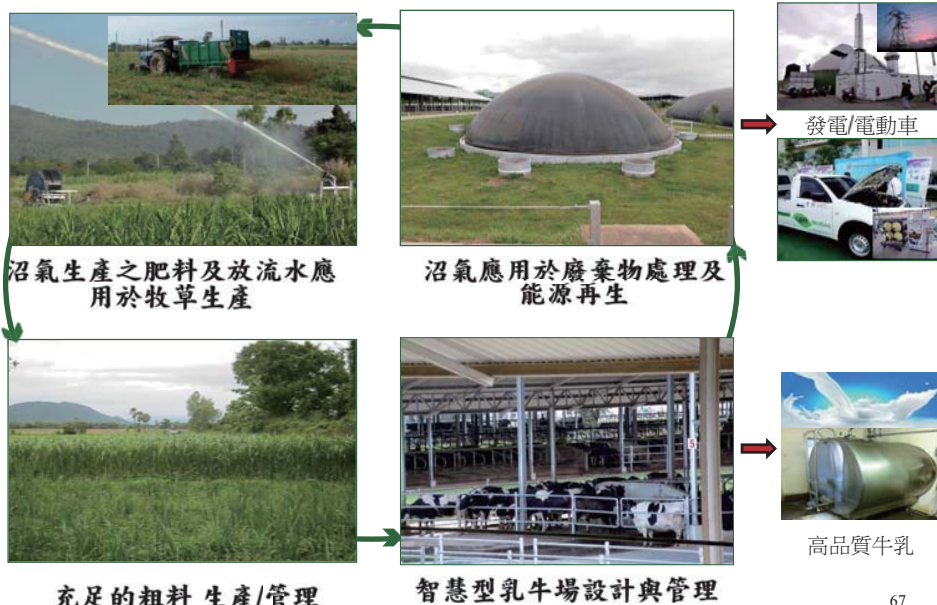 發電/電動車
沼氣生產之肥料及放流水應
用於牧草生產
沼氣應用於廢棄物處理及
能源再生
5
高品質牛乳
充足的粗料 生產/管理
智慧型乳牛場設計與管理
67